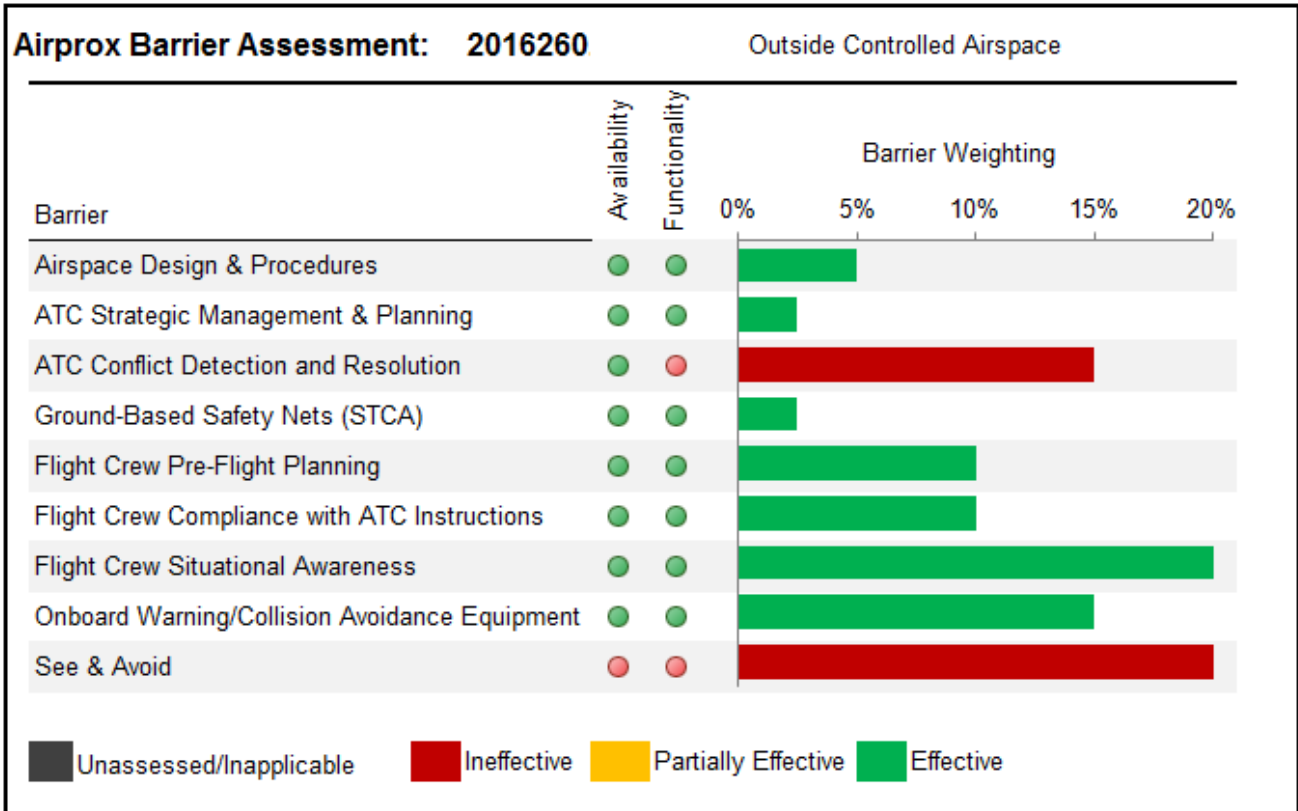 Airprox Barrier Assessment: 2016260 Outside Controlled Airspace
Availability
Functionality
Barrier Weighting
Barrier 0% 5% 10% 15% 20%
Airspace Design & Procedures
ATC Strategic Management & Planning
ATC Conflict Detection and Resolution
Ground-Based Safety Nets (STCA)
Flight Crew Pre-Flight Planning
Flight Crew Compliance with ATC Instructions
Flight Crew Situational Awareness
Onboard Warning/Collision Avoidance Equipment
See & Avoid
Unassessed/Inapplicable Ineffective Partially Effective Effective